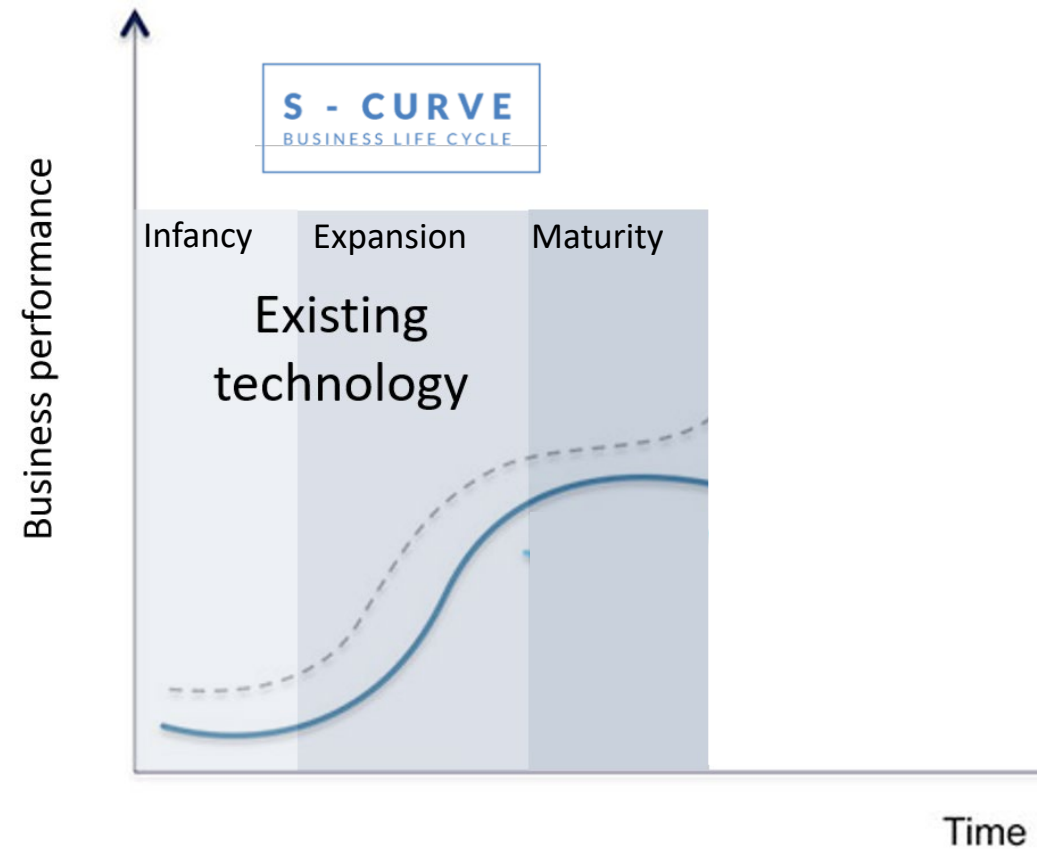 S - CURVE
BUSINESS LIFE CYCLE
Business performance
Infancy
Expansion
Maturity
Existing
technology
Time